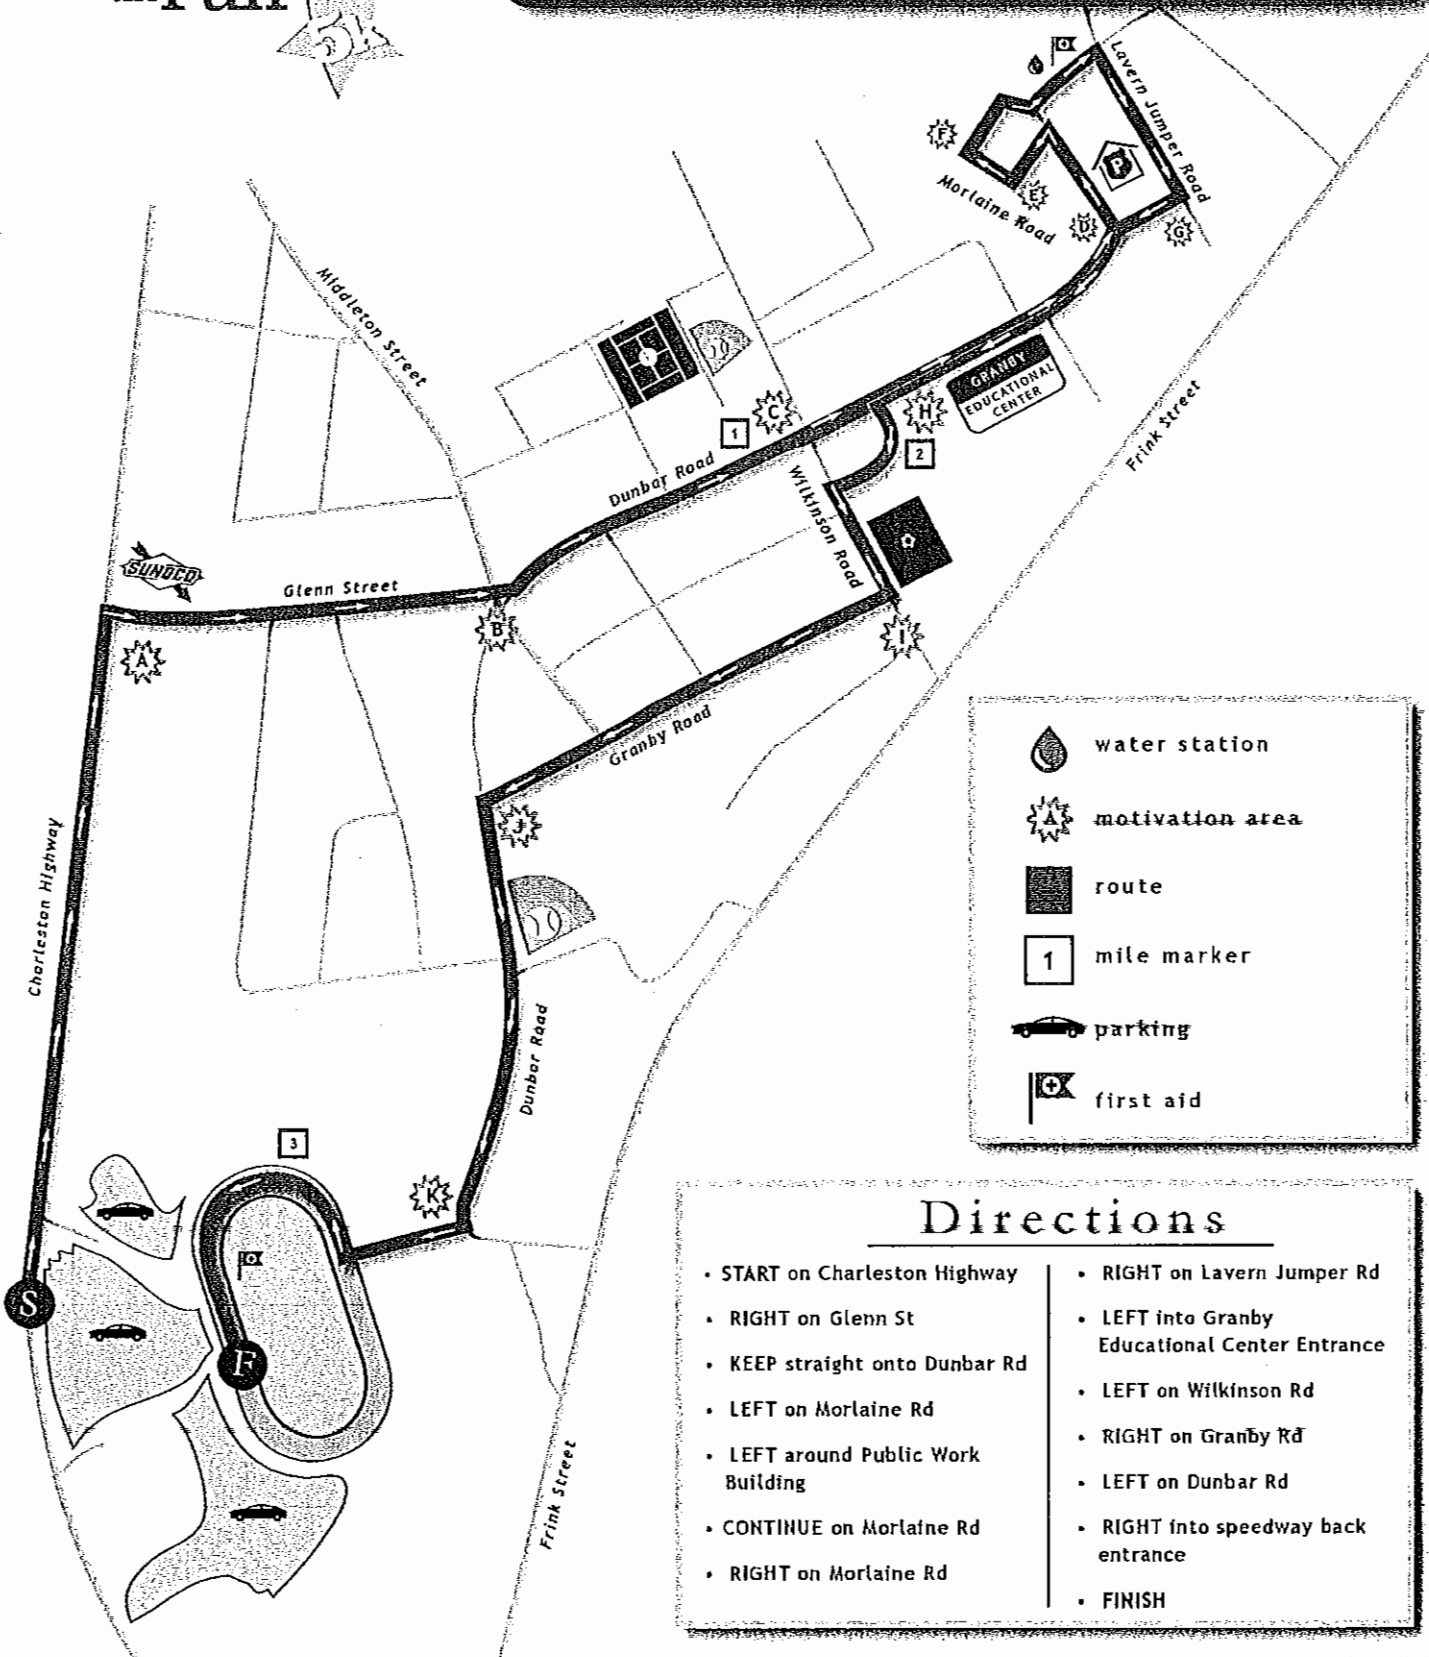 Run
5k
Lavern Jumper Road
F
P
Morlaine Road
E
D
G
Middleton Street
GRANBY
EDUCATIONAL
CENTER
C
H
1
2
Frink Street
Dunbar Road
Wilkinson Road
SUNOCO
Glenn Street
B
A
I
Granby Road
J
Charleston Highway
Dunbar Road
3
K
S
F
Frink Street
water station
A motivation area
route
1 mile marker
parking
first aid
Directions
• START on Charleston Highway
• RIGHT on Glenn St
• KEEP straight onto Dunbar Rd
• LEFT on Morlaine Rd
• LEFT around Public Work
Building
• CONTINUE on Morlaine Rd
• RIGHT on Morlaine Rd
• RIGHT on Lavern Jumper Rd
• LEFT into Granby
Educational Center Entrance
• LEFT on Wilkinson Rd
• RIGHT on Granby Rd
• LEFT on Dunbar Rd
• RIGHT into speedway back
entrance
• FINISH